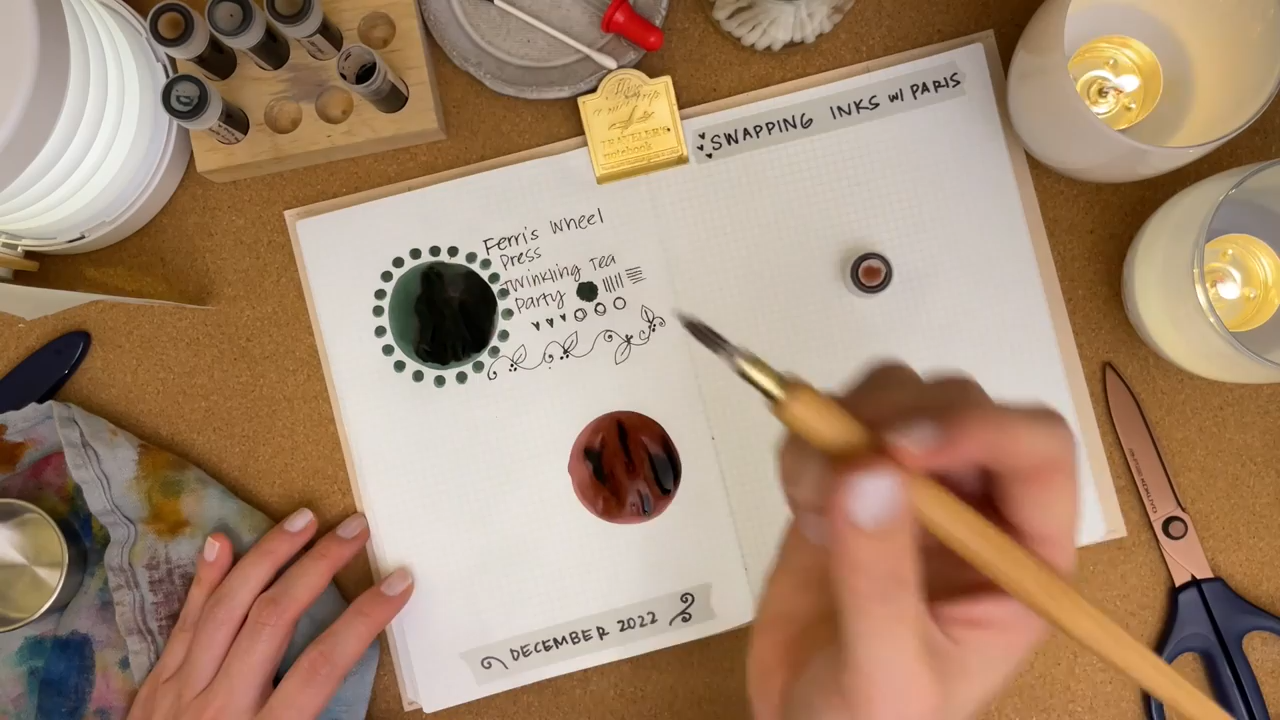 SWAPPING INKS W/ PARIS
TRAVELER'S
notebook
Ferris Wheel
Press
Twinkling Tea
Party
DECEMBER 2022